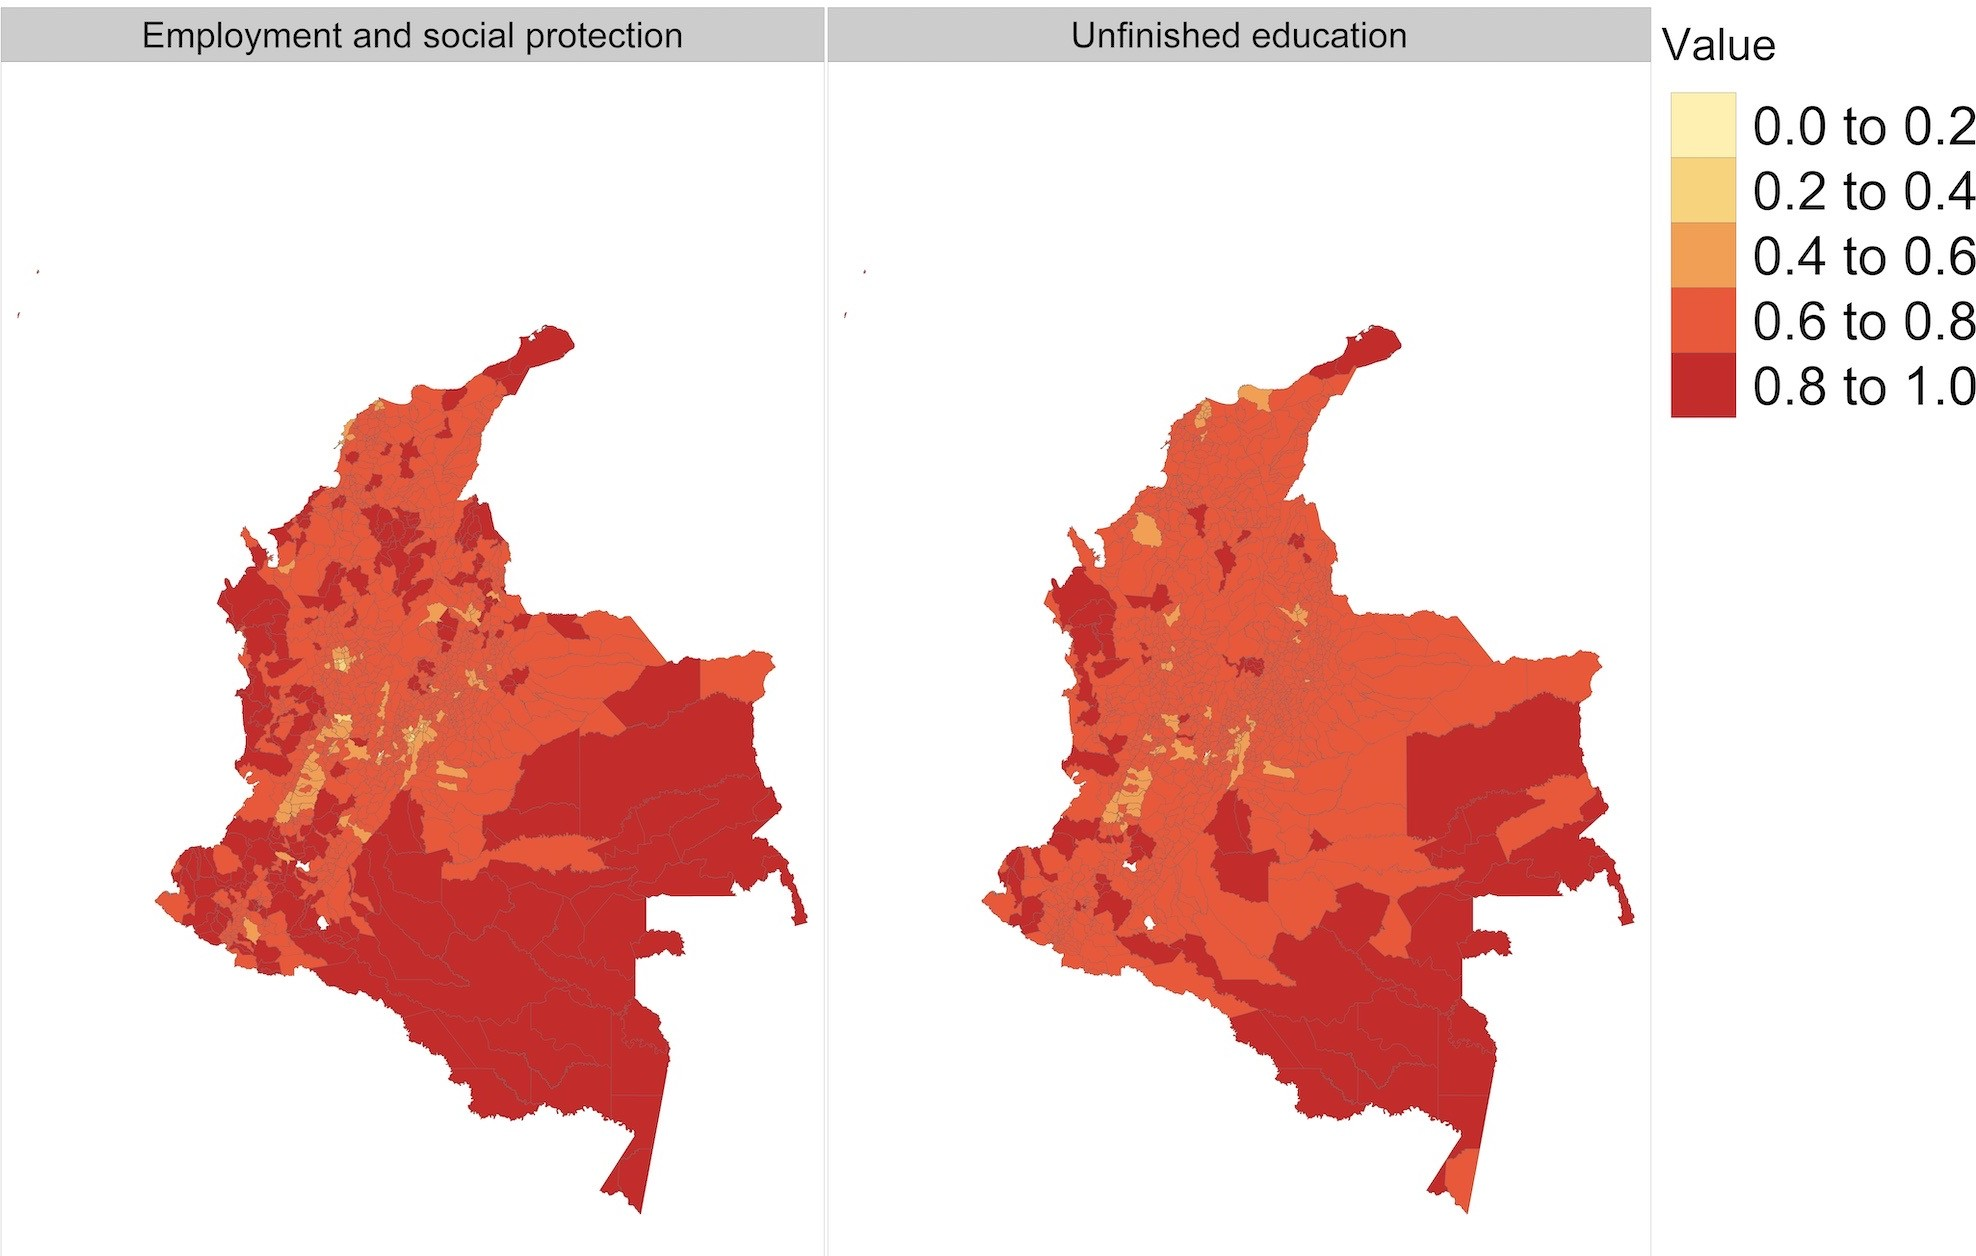 Employment and social protection
Unfinished education
Value
0.0 to 0.2
0.2 to 0.4
0.4 to 0.6
0.6 to 0.8
0.8 to 1.0